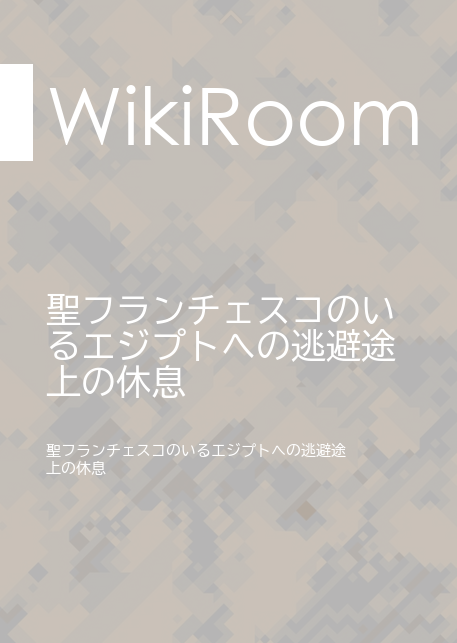 WikiRoom
聖フランチェスコのい
るエジプトへの逃避途
上の休息
聖フランチェスコのいるエジプトへの逃避途
上の休息